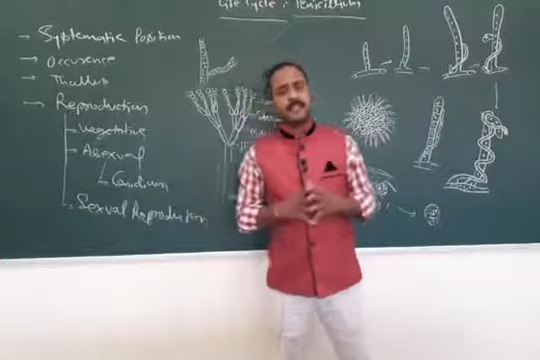 Life Cycle : Penicillium
→ Systematic Position
→ Occurence
→ Thallus
→ Reproduction
Vegetative
Asexual
Conidium
Sexual Reproduction